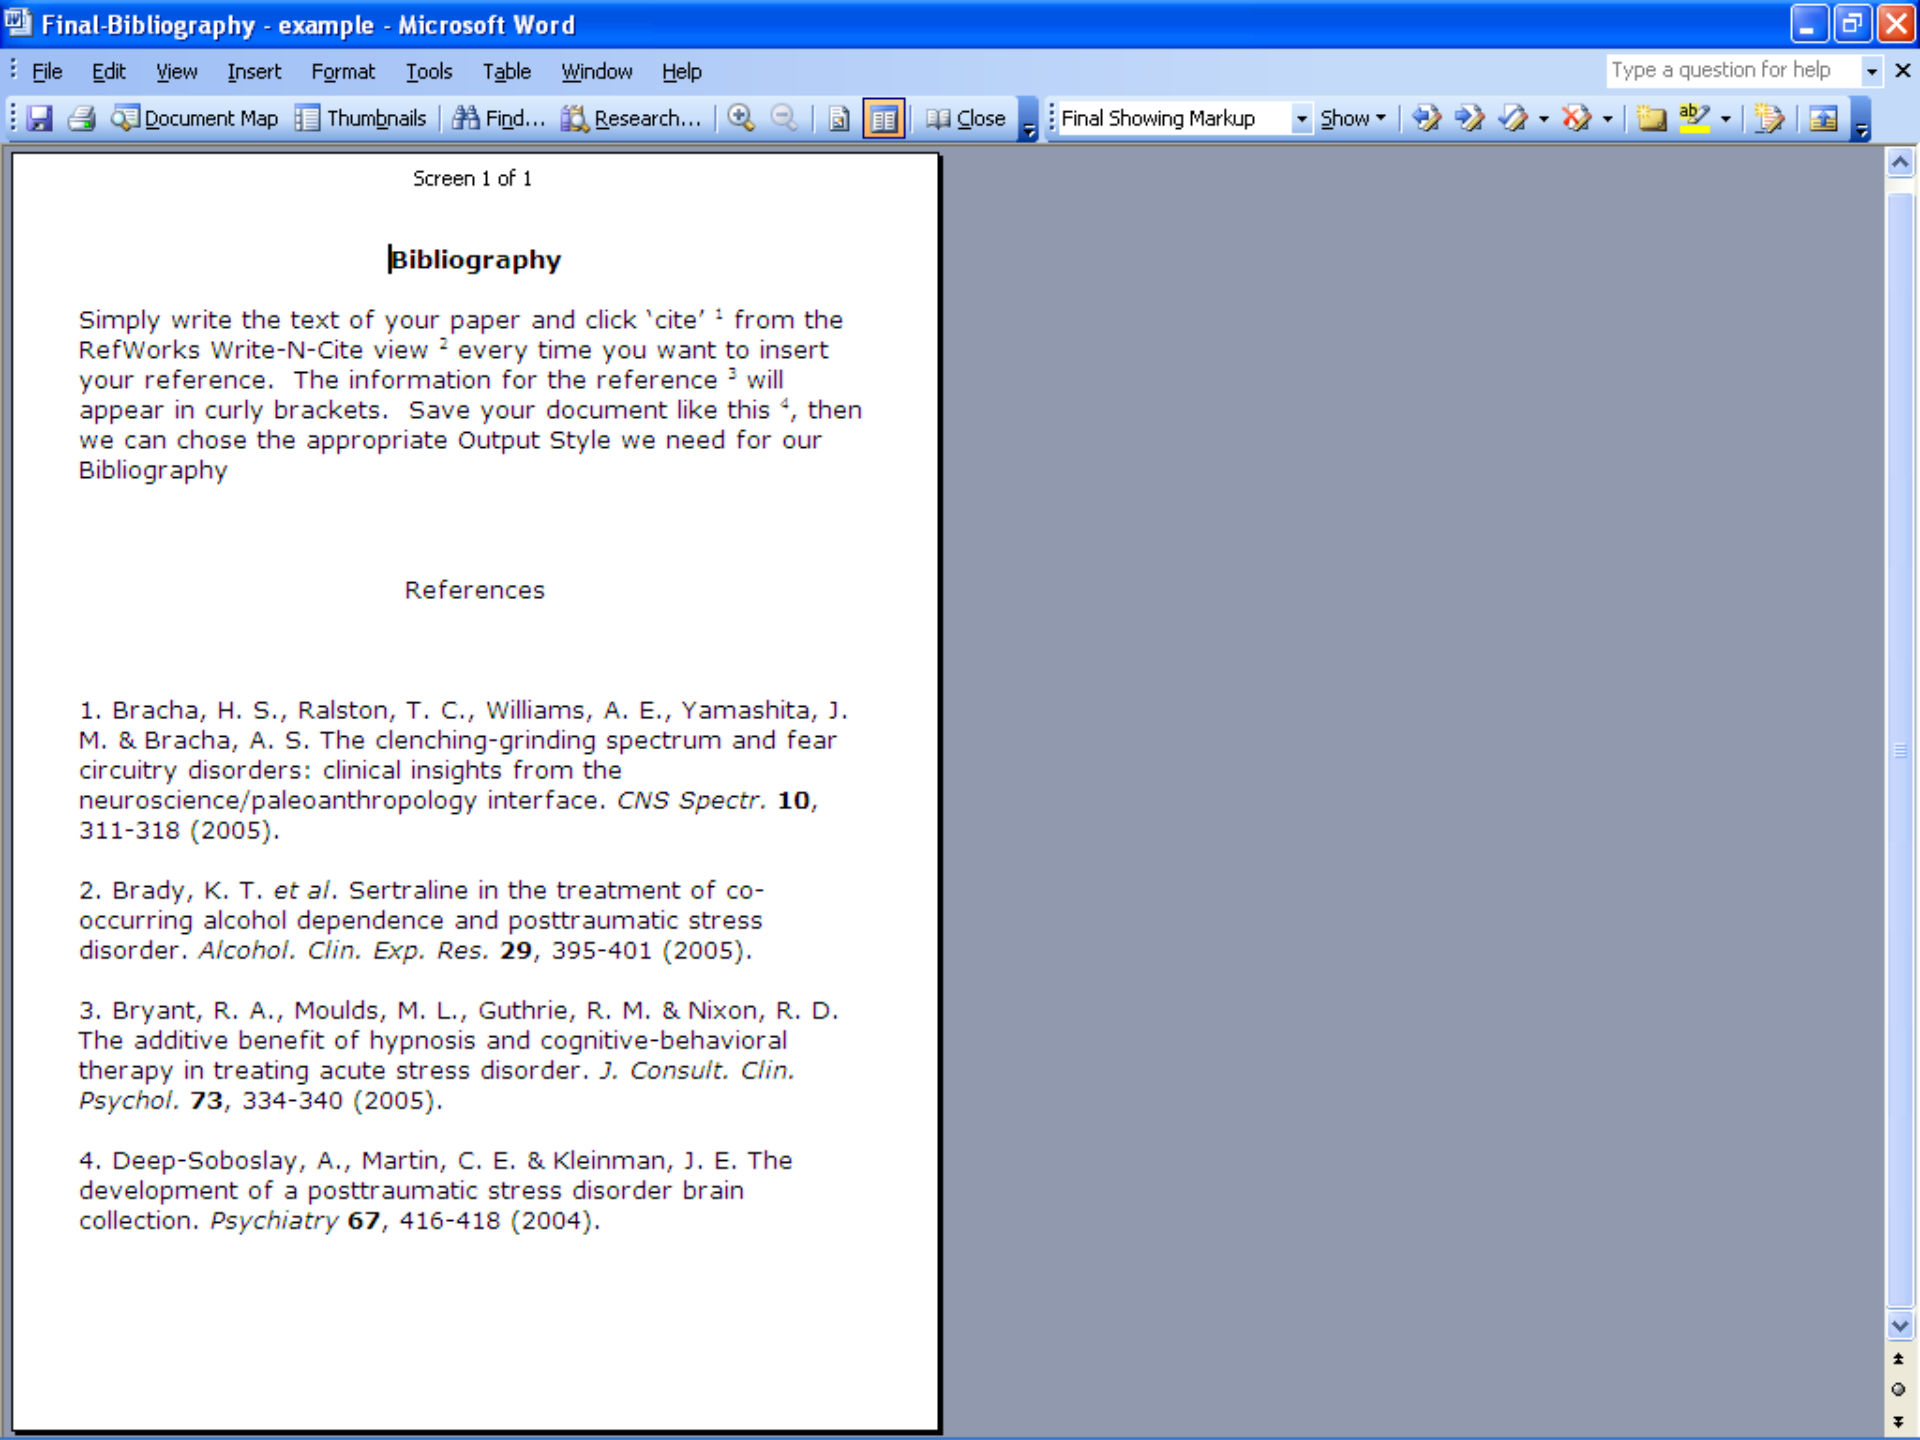 Final-Bibliography - example - Microsoft Word
File Edit View Insert Format Tools Table Window Help Type a question for help
Document Map Thumbnails Find... Research... Close Final Showing Markup Show
Screen 1 of 1
Bibliography
Simply write the text of your paper and click ‘cite’ 1 from the
RefWorks Write-N-Cite view 2 every time you want to insert
your reference.  The information for the reference 3 will
appear in curly brackets.  Save your document like this 4, then
we can chose the appropriate Output Style we need for our
Bibliography
References
1. Bracha, H. S., Ralston, T. C., Williams, A. E., Yamashita, J.
M. & Bracha, A. S. The clenching-grinding spectrum and fear
circuitry disorders: clinical insights from the
neuroscience/paleoanthropology interface. CNS Spectr. 10,
311-318 (2005).
2. Brady, K. T. et al. Sertraline in the treatment of co-
occurring alcohol dependence and posttraumatic stress
disorder. Alcohol. Clin. Exp. Res. 29, 395-401 (2005).
3. Bryant, R. A., Moulds, M. L., Guthrie, R. M. & Nixon, R. D.
The additive benefit of hypnosis and cognitive-behavioral
therapy in treating acute stress disorder. J. Consult. Clin.
Psychol. 73, 334-340 (2005).
4. Deep-Soboslay, A., Martin, C. E. & Kleinman, J. E. The
development of a posttraumatic stress disorder brain
collection. Psychiatry 67, 416-418 (2004).